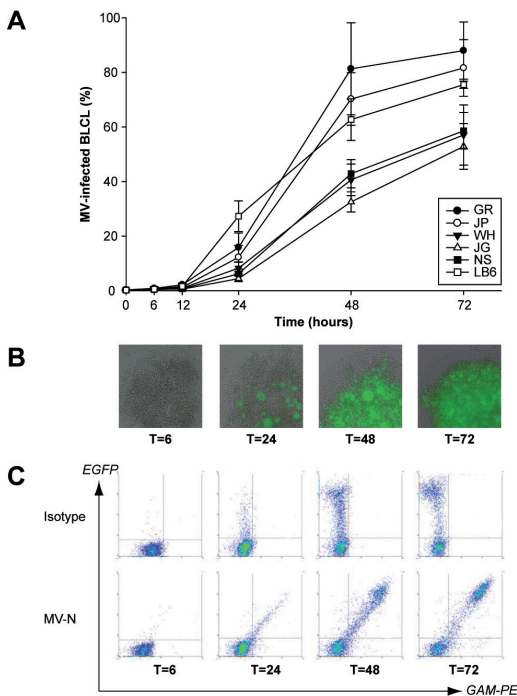 A
MV-infected BLCL (%)
100
80
60
40
20
0
0 6 12 24 48 72
Time (hours)
GR
JP
WH
JG
NS
LB6
B
T=6 T=24 T=48 T=72
C
EGFP
Isotype
MV-N
T=6 T=24 T=48 T=72
GAM-PE